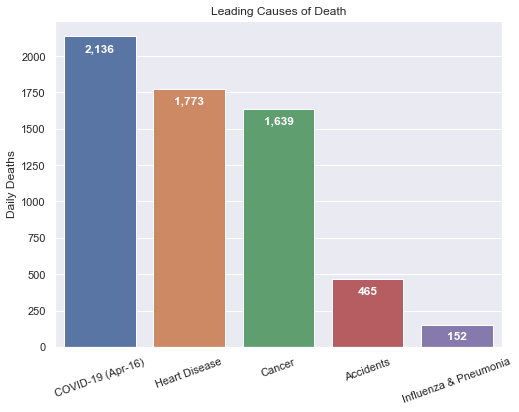 Leading Causes of Death
Daily Deaths
2000
1750
1500
1250
1000
750
500
250
0
2,136
1,773
1,639
465
152
COVID-19 (Apr-16)
Heart Disease
Cancer
Accidents
Influenza & Pneumonia